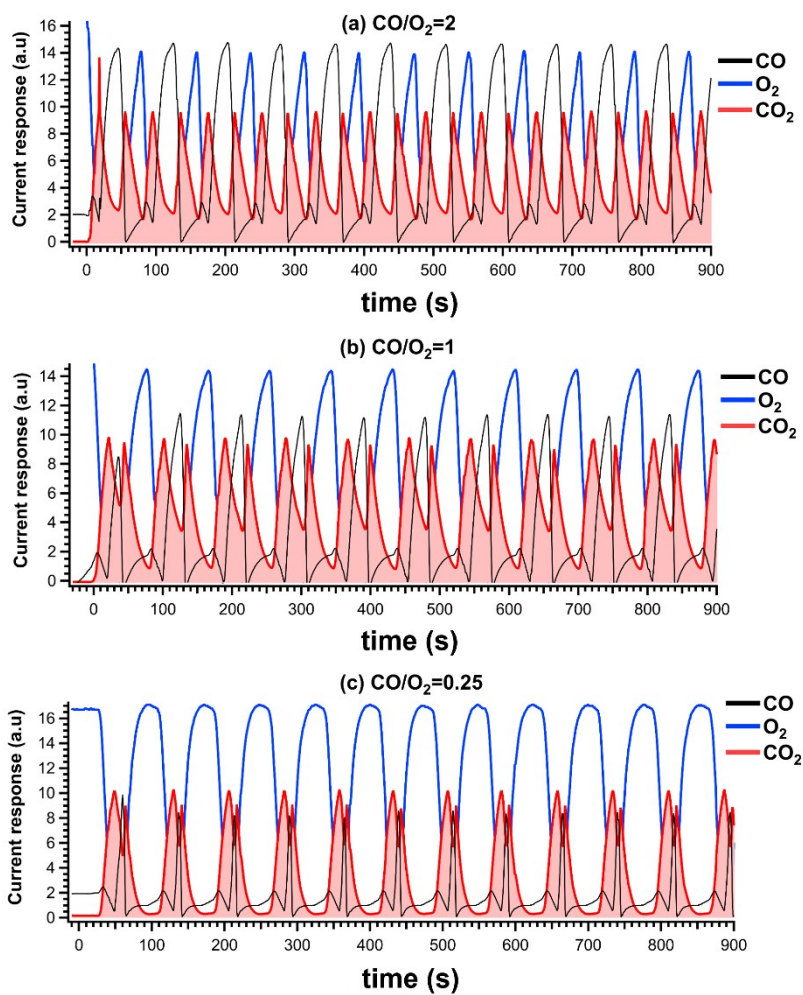 (a) CO/O₂=2
Current response (a.u)
16
14
12
10
8
6
4
2
0
0 100 200 300 400 500 600 700 800 900
time (s)
CO
O₂
CO₂
(b) CO/O₂=1
Current response (a.u)
14
12
10
8
6
4
2
0
0 100 200 300 400 500 600 700 800 900
time (s)
CO
O₂
CO₂
(c) CO/O₂=0.25
Current response (a.u)
16
14
12
10
8
6
4
2
0
0 100 200 300 400 500 600 700 800 900
time (s)
CO
O₂
CO₂